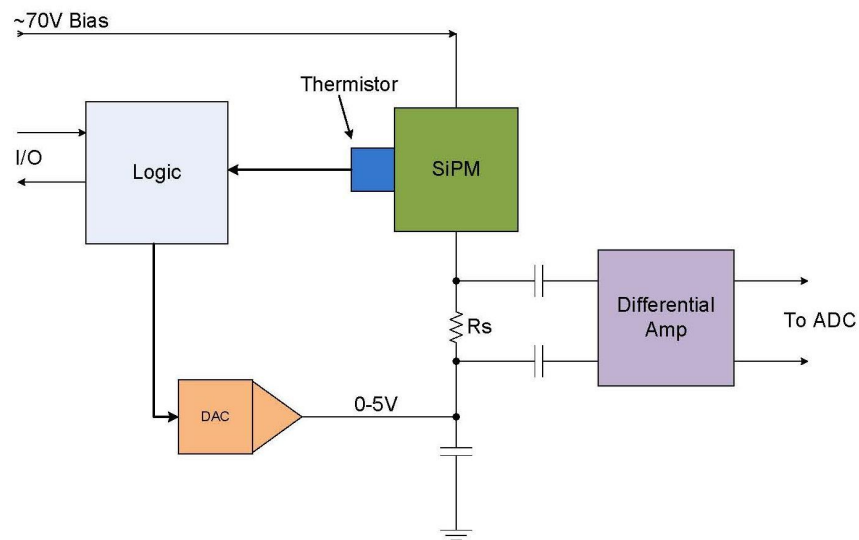 ~70V Bias
Thermistor
I/O
Logic
SiPM
Rs
Differential
Amp
To ADC
DAC
0-5V